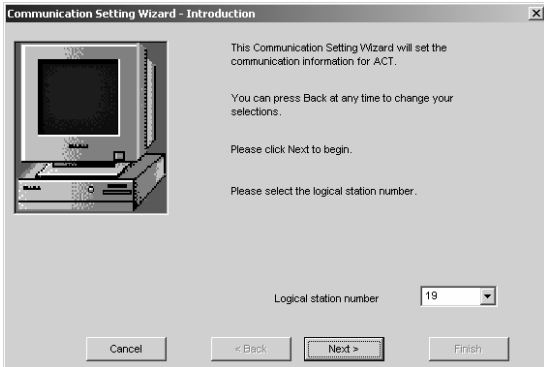 Communication Setting Wizard - Introduction
This Communication Setting Wizard will set the
communication information for ACT.
You can press Back at any time to change your
selections.
Please click Next to begin.
Please select the logical station number.
Logical station number
19
Cancel
< Back
Next >
Finish